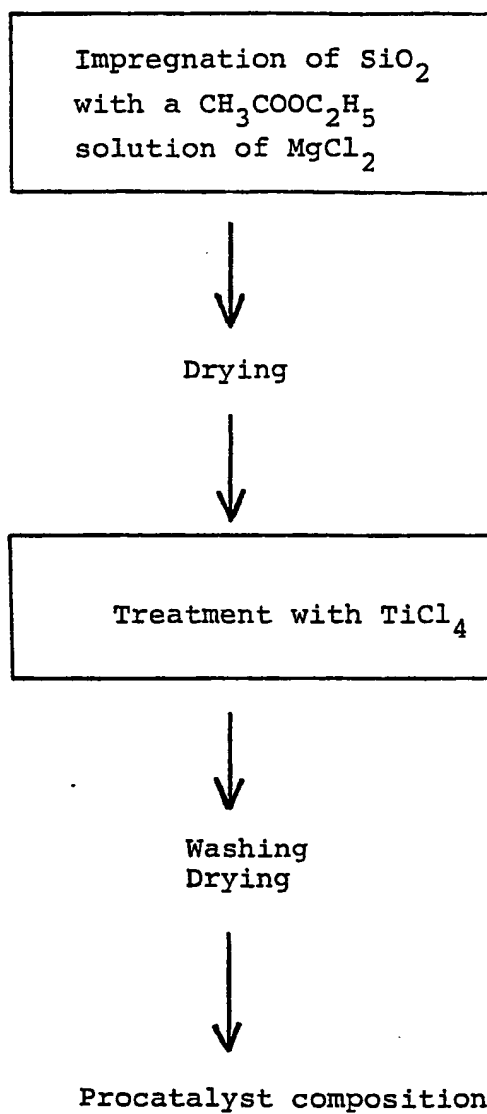 Impregnation of SiO₂
with a CH₃COOC₂H₅
solution of MgCl₂
Drying
Treatment with TiCl₄
Washing
Drying
Procatalyst composition